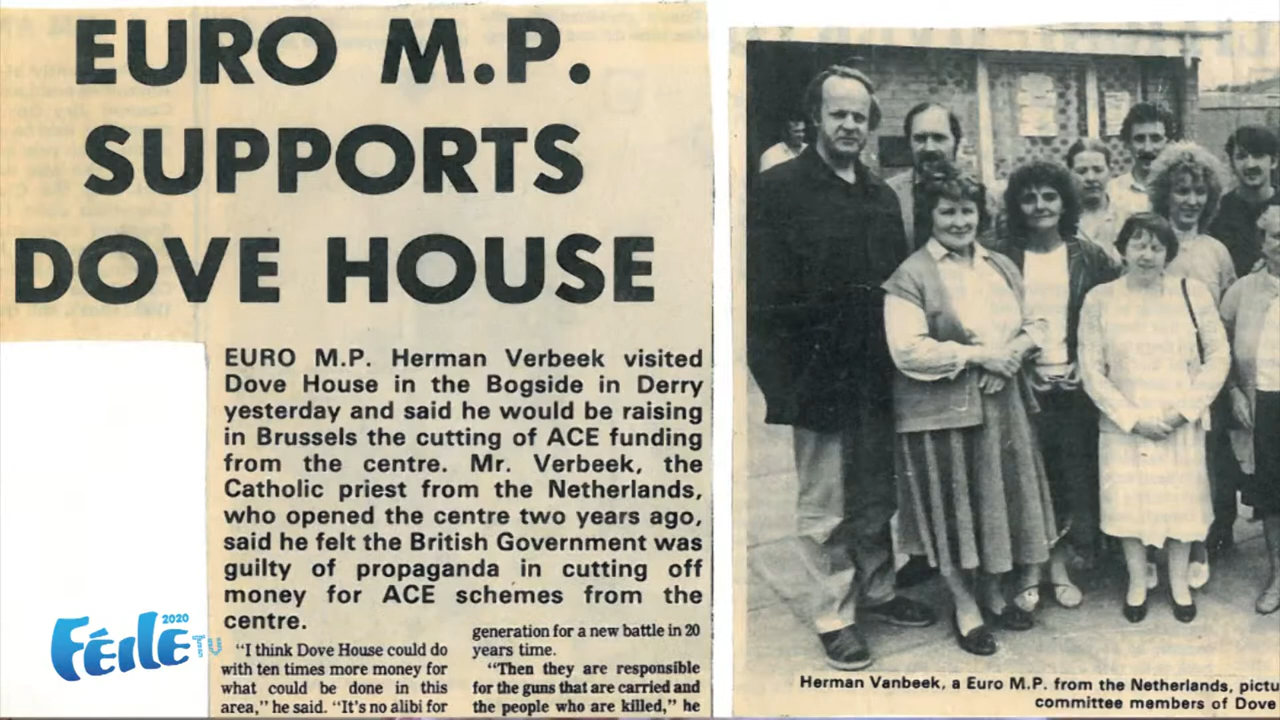 EURO M.P.
SUPPORTS
DOVE HOUSE
EURO M.P. Herman Verbeek visited
Dove House in the Bogside in Derry
yesterday and said he would be raising
in Brussels the cutting of ACE funding
from the centre. Mr. Verbeek, the
Catholic priest from the Netherlands,
who opened the centre two years ago,
said he felt the British Government was
guilty of propaganda in cutting off
money for ACE schemes from the
centre.
"I think Dove House could do
with ten times more money for
what could be done in this
area," he said. "It's no alibi for
generation for a new battle in 20
years time.
"Then they are responsible
for the guns that are carried and
the people who are killed," he
Herman Vanbeek, a Euro M.P. from the Netherlands, pictu
committee members of Dove
FÉILE
2020
TV